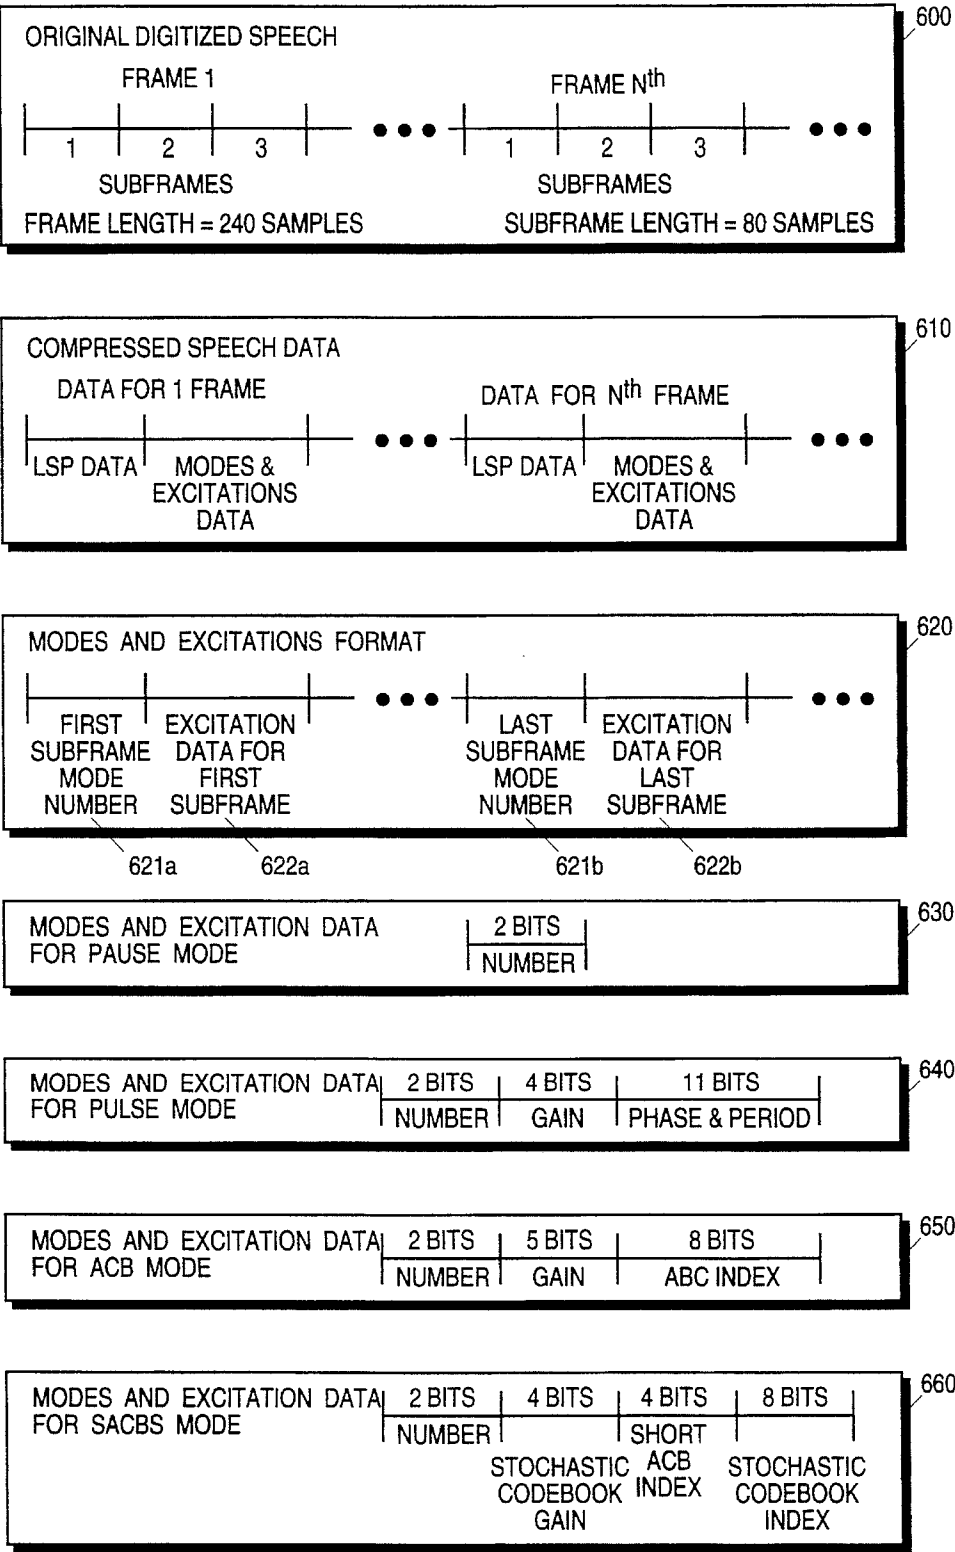 600
ORIGINAL DIGITIZED SPEECH
FRAME 1
FRAME Nth
1 2 3 1 2 3
SUBFRAMES SUBFRAMES
FRAME LENGTH = 240 SAMPLES SUBFRAME LENGTH = 80 SAMPLES
610
COMPRESSED SPEECH DATA
DATA FOR 1 FRAME DATA FOR Nth FRAME
LSP DATA MODES & LSP DATA MODES &
EXCITATIONS EXCITATIONS
DATA DATA
620
MODES AND EXCITATIONS FORMAT
FIRST EXCITATION LAST EXCITATION
SUBFRAME DATA FOR SUBFRAME DATA FOR
MODE FIRST MODE LAST
NUMBER SUBFRAME NUMBER SUBFRAME
621a 622a 621b 622b
630
MODES AND EXCITATION DATA 2 BITS
FOR PAUSE MODE NUMBER
640
MODES AND EXCITATION DATA 2 BITS 4 BITS 11 BITS
FOR PULSE MODE NUMBER GAIN PHASE & PERIOD
650
MODES AND EXCITATION DATA 2 BITS 5 BITS 8 BITS
FOR ACB MODE NUMBER GAIN ABC INDEX
660
MODES AND EXCITATION DATA 2 BITS 4 BITS 4 BITS 8 BITS
FOR SACBS MODE NUMBER SHORT
ACB
INDEX
STOCHASTIC STOCHASTIC
CODEBOOK CODEBOOK
GAIN INDEX